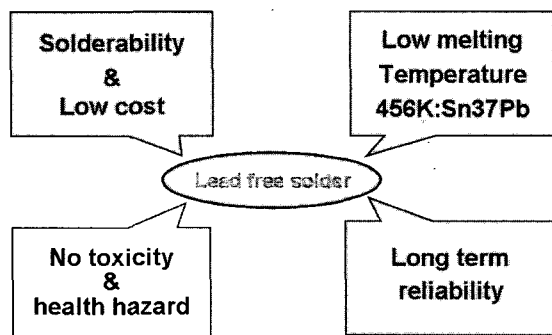 Solderability
&
Low cost
Low melting
Temperature
456K:Sn37Pb
Lead free solder
No toxicity
&
health hazard
Long term
reliability